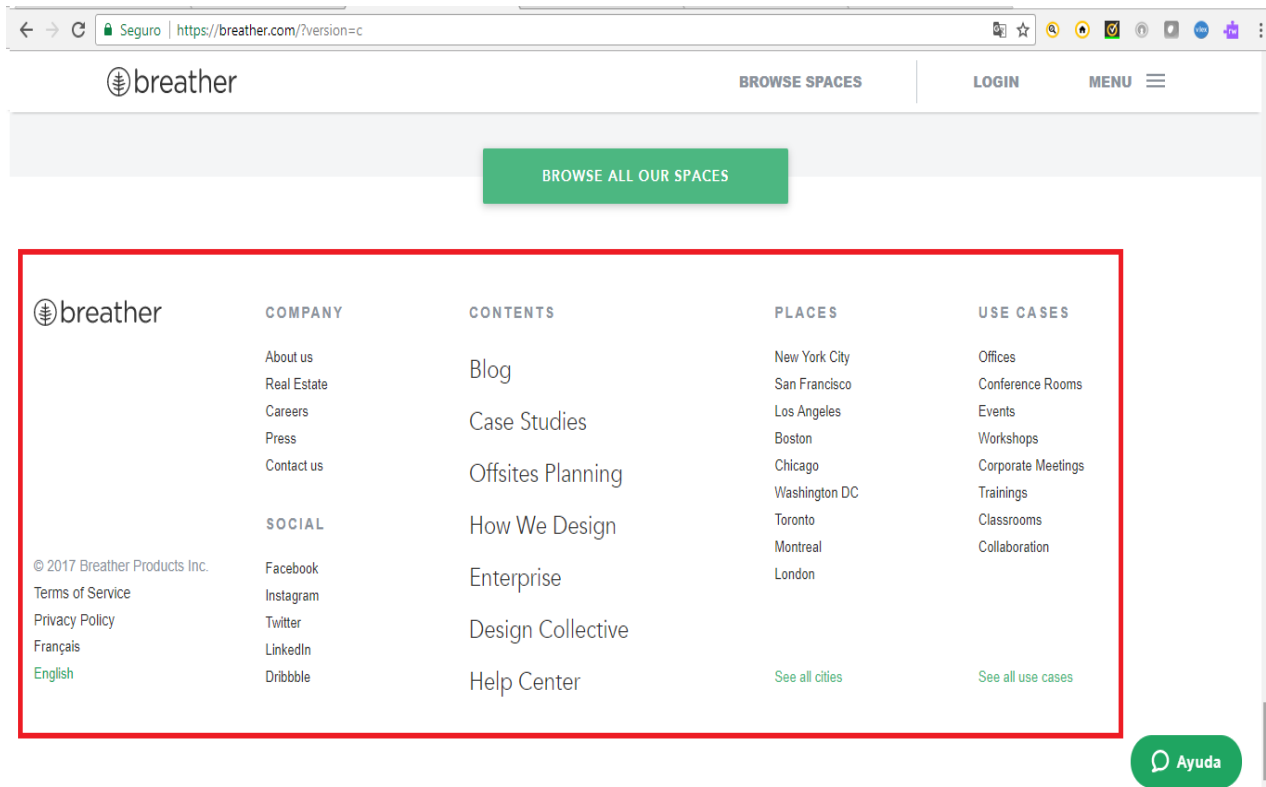 Seguro | https://breather.com/?version=c
breather
BROWSE SPACES
LOGIN
MENU
BROWSE ALL OUR SPACES
breather
© 2017 Breather Products Inc.
Terms of Service
Privacy Policy
Français
English
COMPANY
About us
Real Estate
Careers
Press
Contact us
SOCIAL
Facebook
Instagram
Twitter
LinkedIn
Dribbble
CONTENTS
Blog
Case Studies
Offsites Planning
How We Design
Enterprise
Design Collective
Help Center
PLACES
New York City
San Francisco
Los Angeles
Boston
Chicago
Washington DC
Toronto
Montreal
London
See all cities
USE CASES
Offices
Conference Rooms
Events
Workshops
Corporate Meetings
Trainings
Classrooms
Collaboration
See all use cases
Ayuda